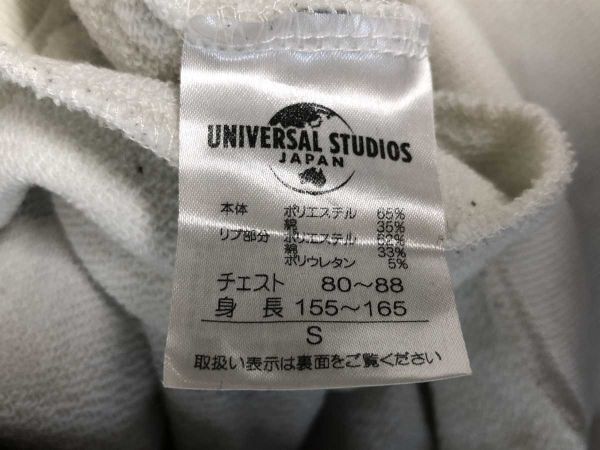 UNIVERSAL STUDIOS
JAPAN
本体 ポリエステル 65%
綿 35%
リブ部分 ポリエステル 62%
綿 33%
ポリウレタン 5%
チェスト 80〜88
身長 155〜165
S
取扱い表示は裏面をご覧ください